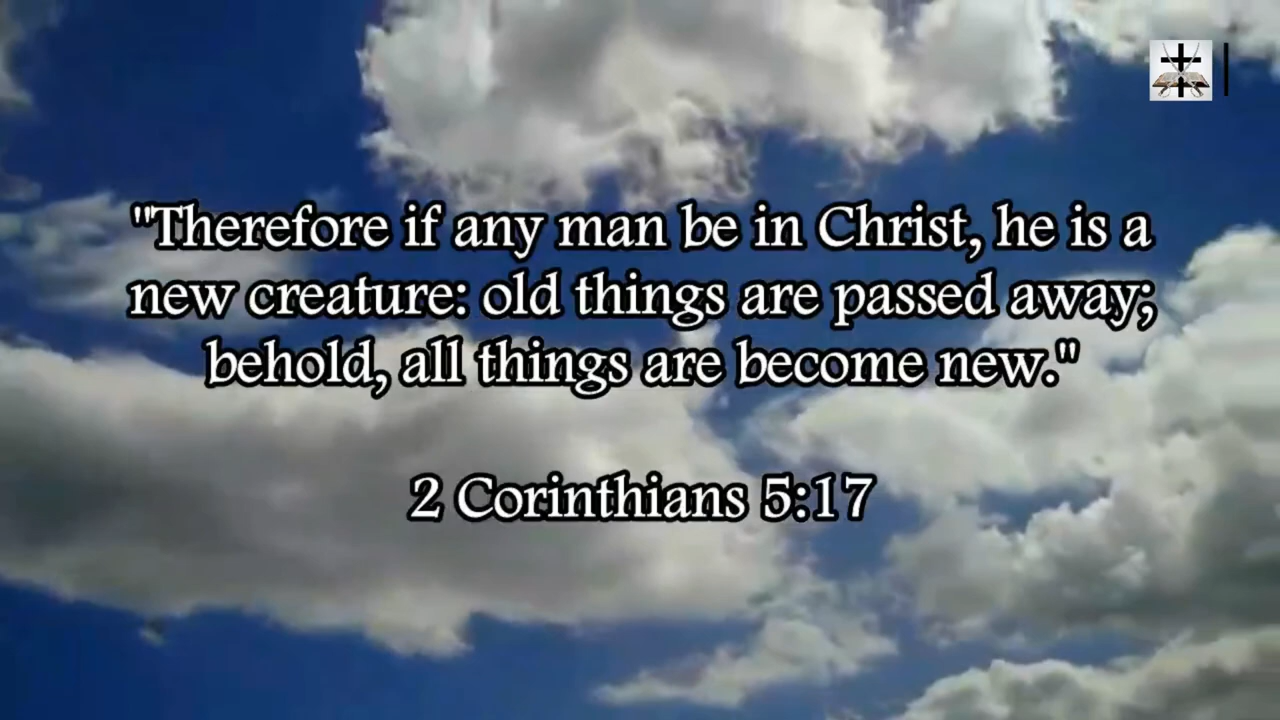 "Therefore if any man be in Christ, he is a
new creature: old things are passed away;
behold, all things are become new."
2 Corinthians 5:17